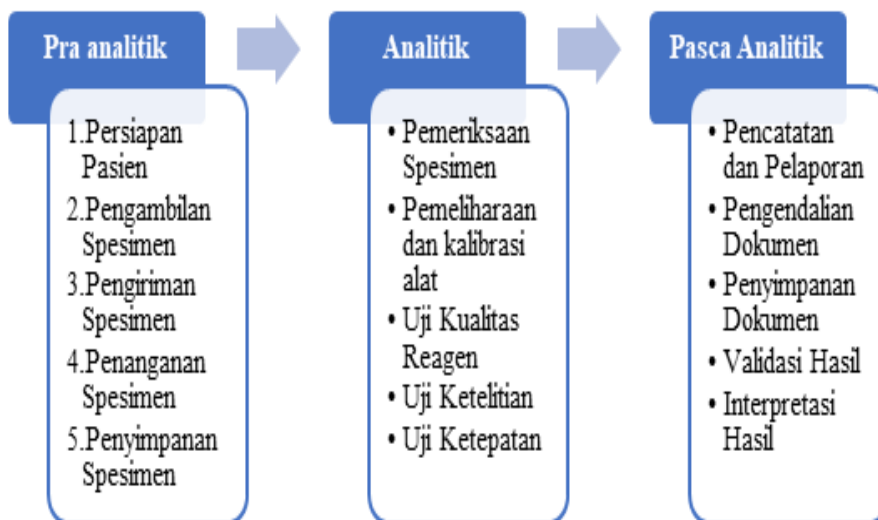 Pra analitik
1.Persiapan
Pasien
2.Pengambilan
Spesimen
3.Pengiriman
Spesimen
4.Penanganan
Spesimen
5.Penyimpanan
Spesimen
Analitik
• Pemeriksaan
Spesimen
• Pemeliharaan
dan kalibrasi
alat
• Uji Kualitas
Reagen
• Uji Ketelitian
• Uji Ketepatan
Pasca Analitik
• Pencatatan
dan Pelaporan
• Pengendalian
Dokumen
• Penyimpanan
Dokumen
• Validasi Hasil
• Interpretasi
Hasil